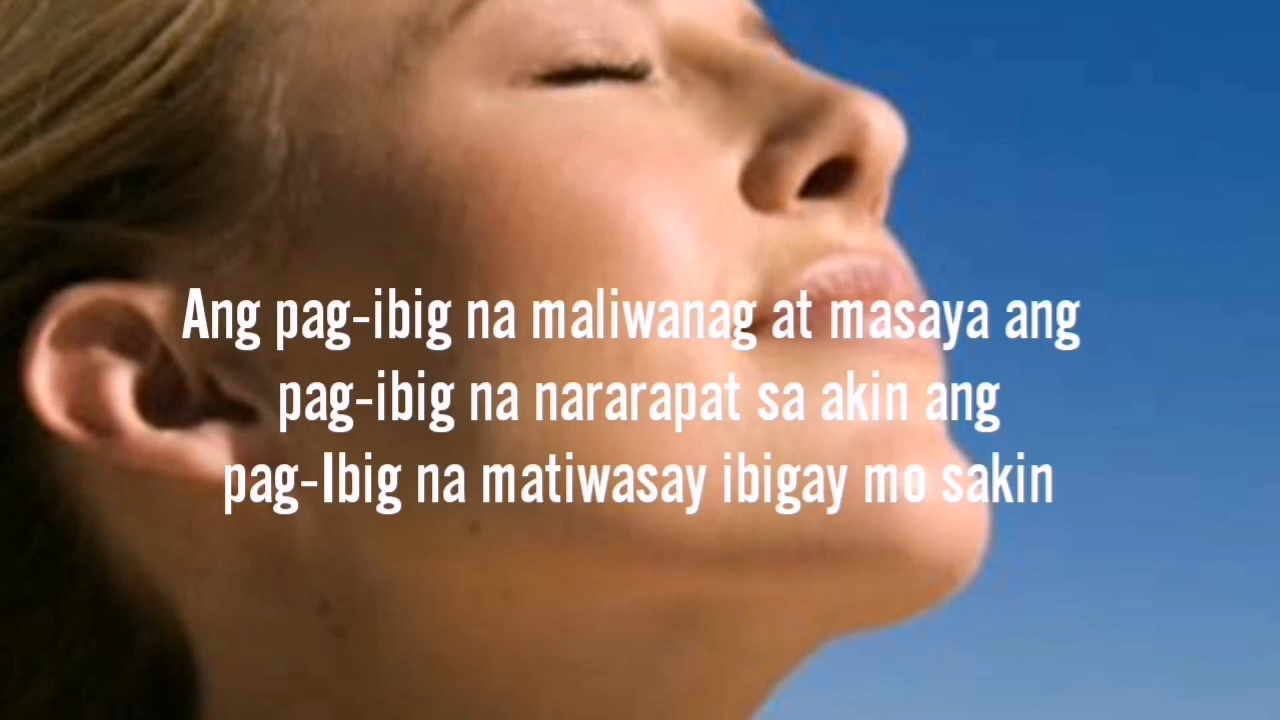 Ang pag-ibig na maliwanag at masaya ang
pag-ibig na nararapat sa akin ang
pag-Ibig na matiwasay ibigay mo sakin